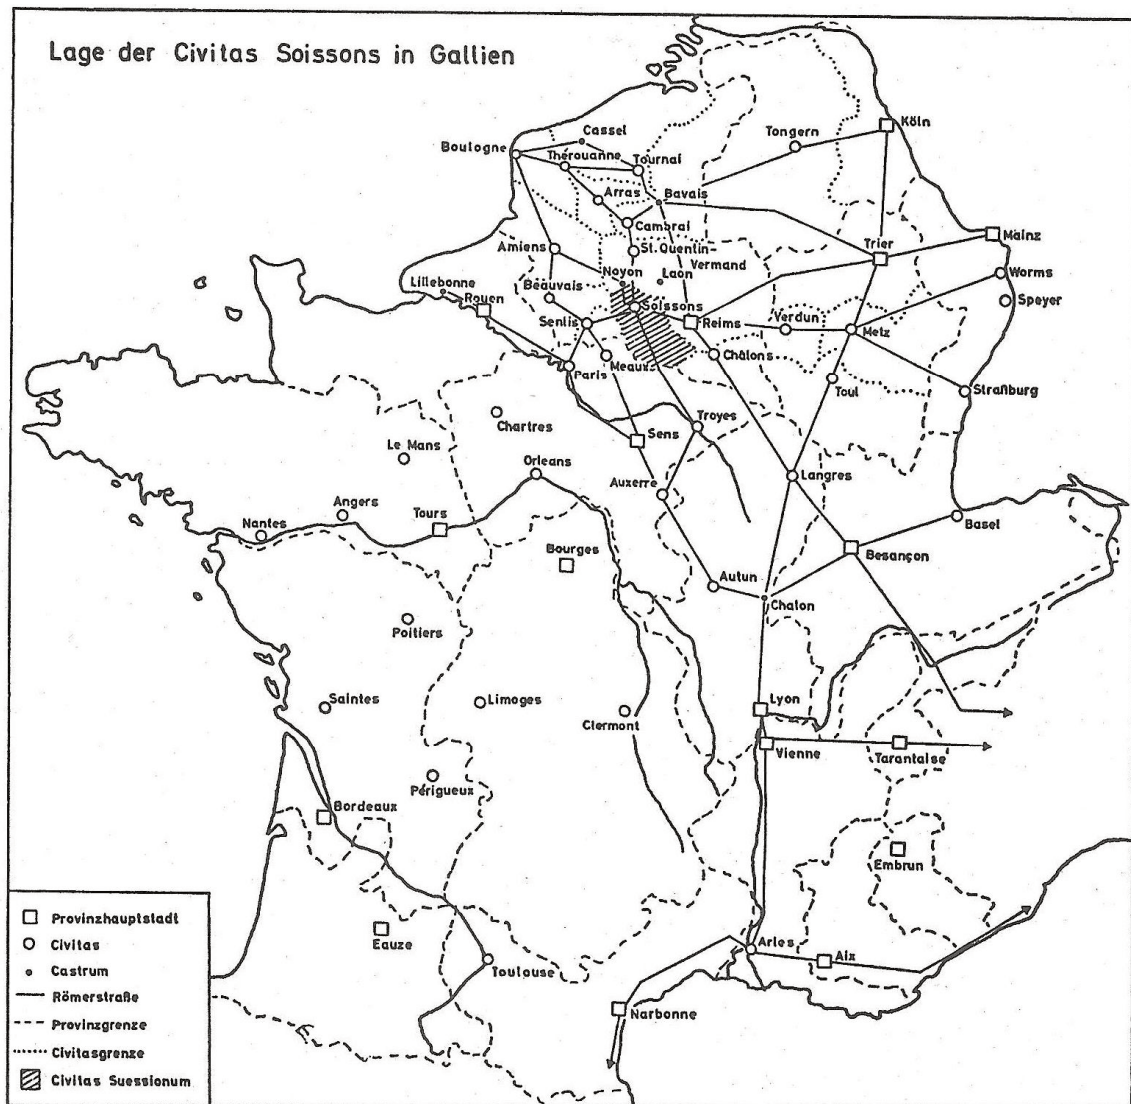 Lage der Civitas Soissons in Gallien
Köln
Cassel
Tongern
Boulogne
Thérouanne
Tournai
Arras
Bavais
Cambrai
Mainz
Trier
Amiens
St. Quentin
Vermand
Worms
Noyon
Laon
Lillebonne
Beauvais
Speyer
Rouen
Soissons
Senlis
Reims
Verdun
Metz
Châlons
Meaux
Paris
Toul
Straßburg
Chartres
Troyes
Sens
Le Mans
Orleans
Auxerre
Langres
Angers
Tours
Nantes
Basel
Bourges
Besançon
Autun
Chalon
Poitiers
Saintes
Limoges
Clermont
Lyon
Vienne
Tarantaise
Périgueux
Bordeaux
Embrun
Eauze
Arles
Aix
Toulouse
Narbonne
Provinzhauptstadt
Civitas
Castrum
Römerstraße
Provinzgrenze
Civitasgrenze
Civitas Suessionum